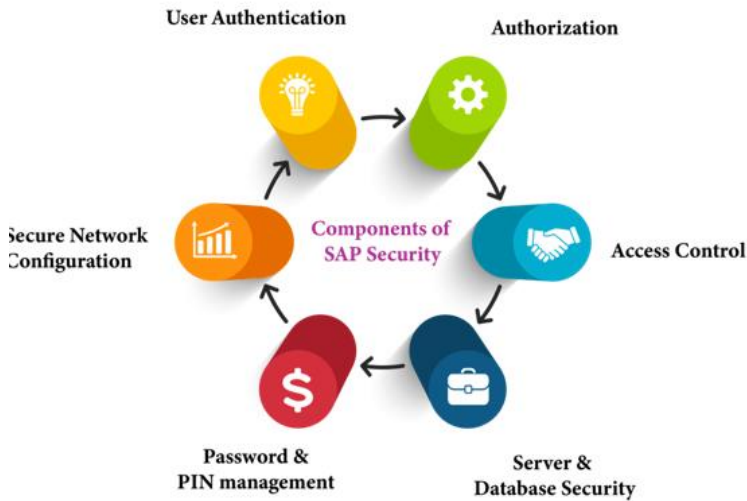 User Authentication
Authorization
Components of
SAP Security
Secure Network
Configuration
Access Control
Password &
PIN management
Server &
Database Security